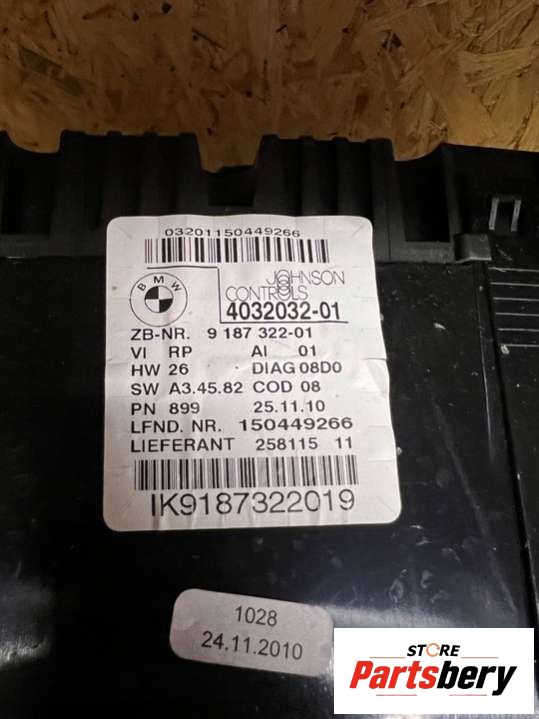 03201150449266
BMW
JOHNSON
CONTROLS
4032032-01
ZB-NR. 9 187 322-01
VI RP AI 01
HW 26 DIAG 08D0
SW A3.45.82 COD 08
PN 899 25.11.10
LFND. NR. 150449266
LIEFERANT 258115 11
IK9187322019
1028
24.11.2010
STORE
Partsbery